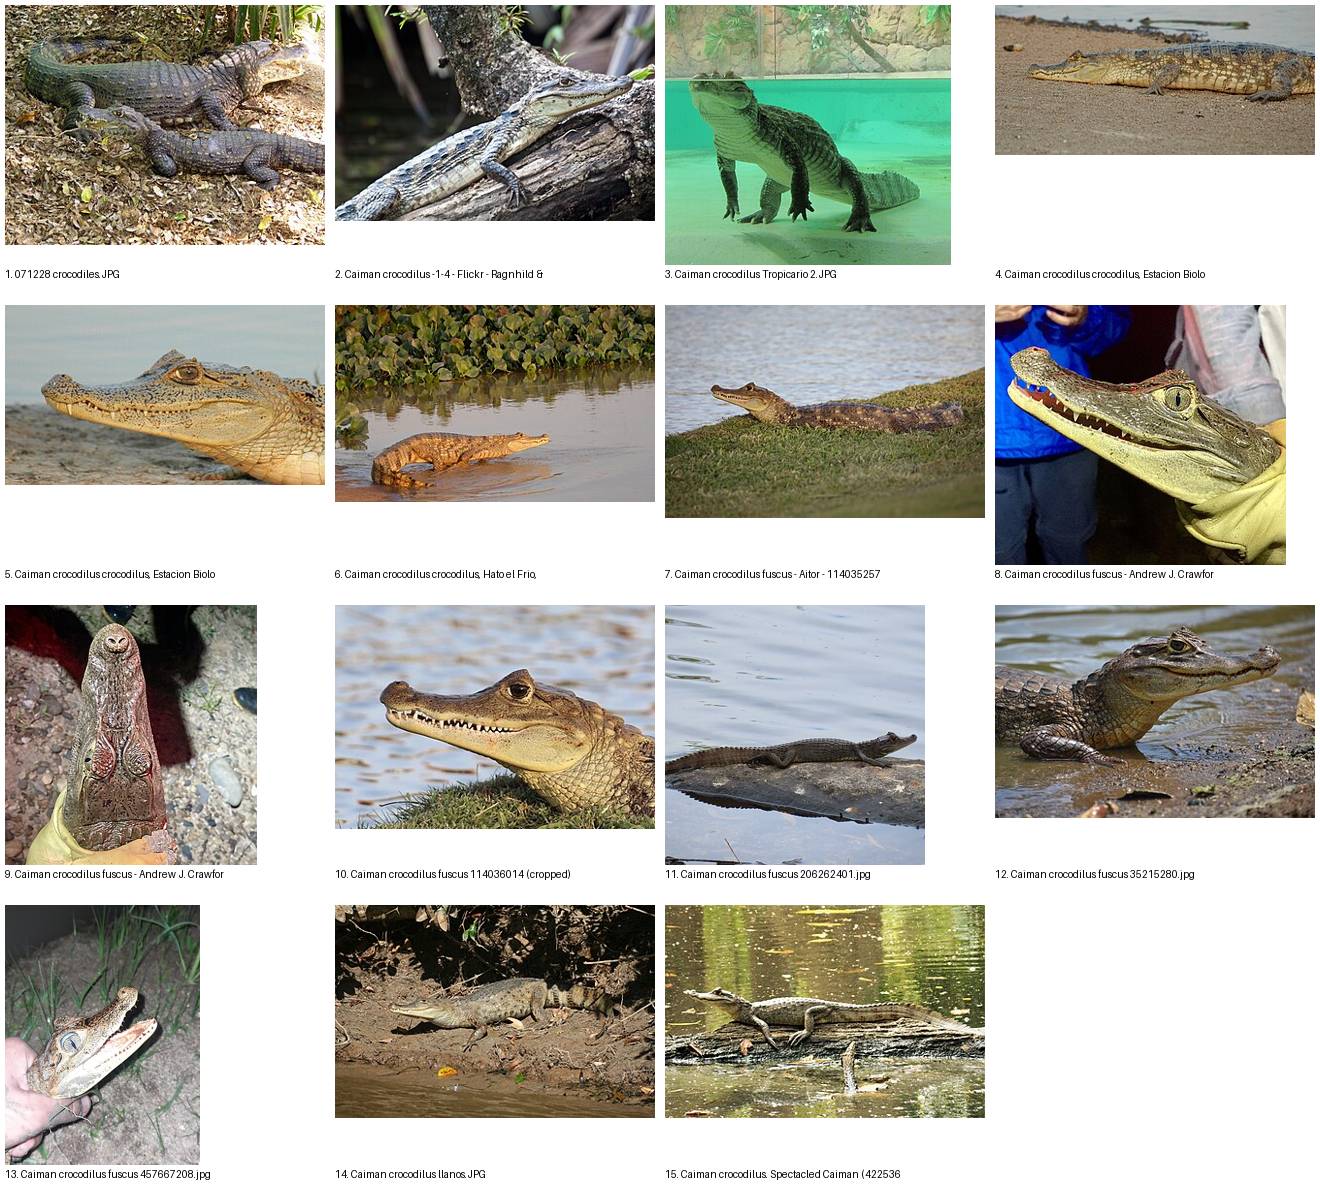 1. 071228 crocodiles.JPG
2. Caiman crocodilus -1-4 - Flickr - Ragnhild &
3. Caiman crocodilus Tropicario 2.JPG
4. Caiman crocodilus crocodilus, Estacion Biolo
5. Caiman crocodilus crocodilus, Estacion Biolo
6. Caiman crocodilus crocodilus, Hato el Frio,
7. Caiman crocodilus fuscus - Aitor - 114035257
8. Caiman crocodilus fuscus - Andrew J. Crawfor
9. Caiman crocodilus fuscus - Andrew J. Crawfor
10. Caiman crocodilus fuscus 114036014 (cropped)
11. Caiman crocodilus fuscus 206262401.jpg
12. Caiman crocodilus fuscus 35215280.jpg
13. Caiman crocodilus fuscus 457667208.jpg
14. Caiman crocodilus llanos.JPG
15. Caiman crocodilus. Spectacled Caiman (422536